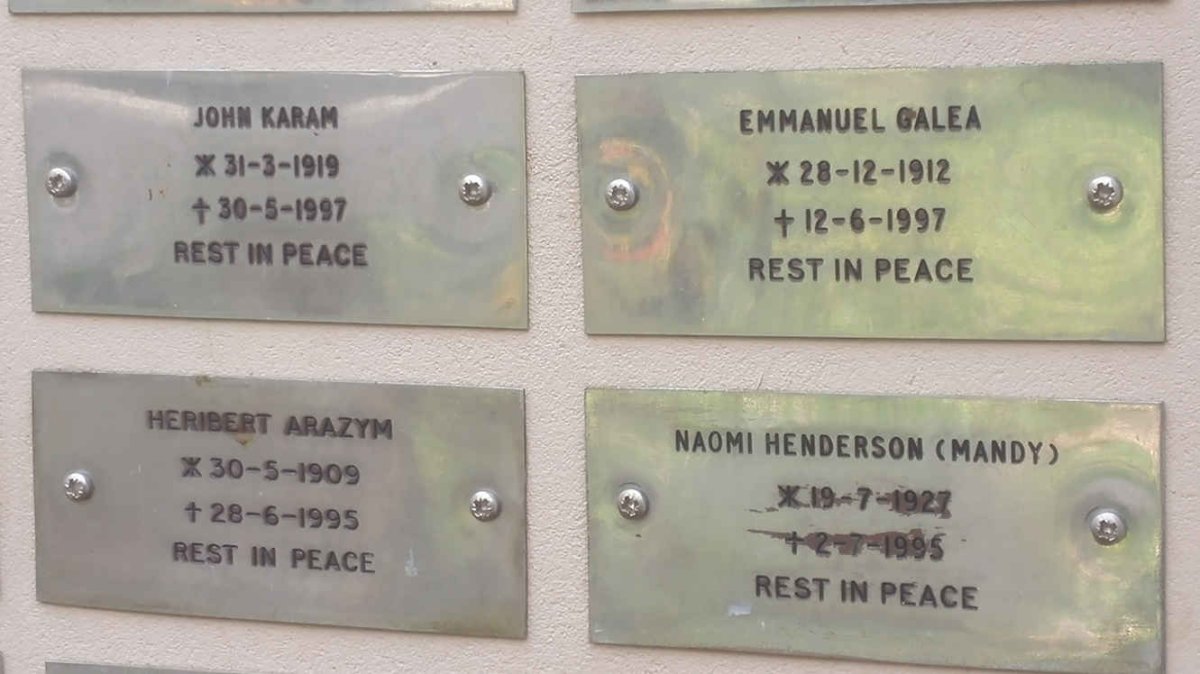 JOHN KARAM
Ж 31-3-1919
† 30-5-1997
REST IN PEACE
EMMANUEL GALEA
Ж 28-12-1912
† 12-6-1997
REST IN PEACE
HERIBERT ARAZYM
Ж 30-5-1909
† 28-6-1995
REST IN PEACE
NAOMI HENDERSON (MANDY)
Ж 19-7-1927
† 2-7-1995
REST IN PEACE